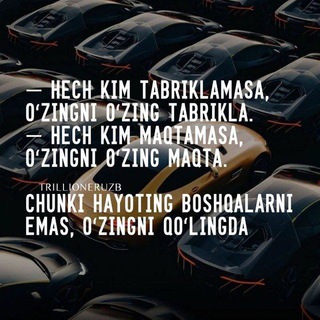 — HECH KIM TABRIKLAMASA,
O‘ZINGNI O‘ZING TABRIKLA.
— HECH KIM MAQTAMASA,
O‘ZINGNI O‘ZING MAQTA.
TRILLIONERUZB
CHUNKI HAYOTING BOSHQALARNI
EMAS, O‘ZINGNI QO‘LINGDA